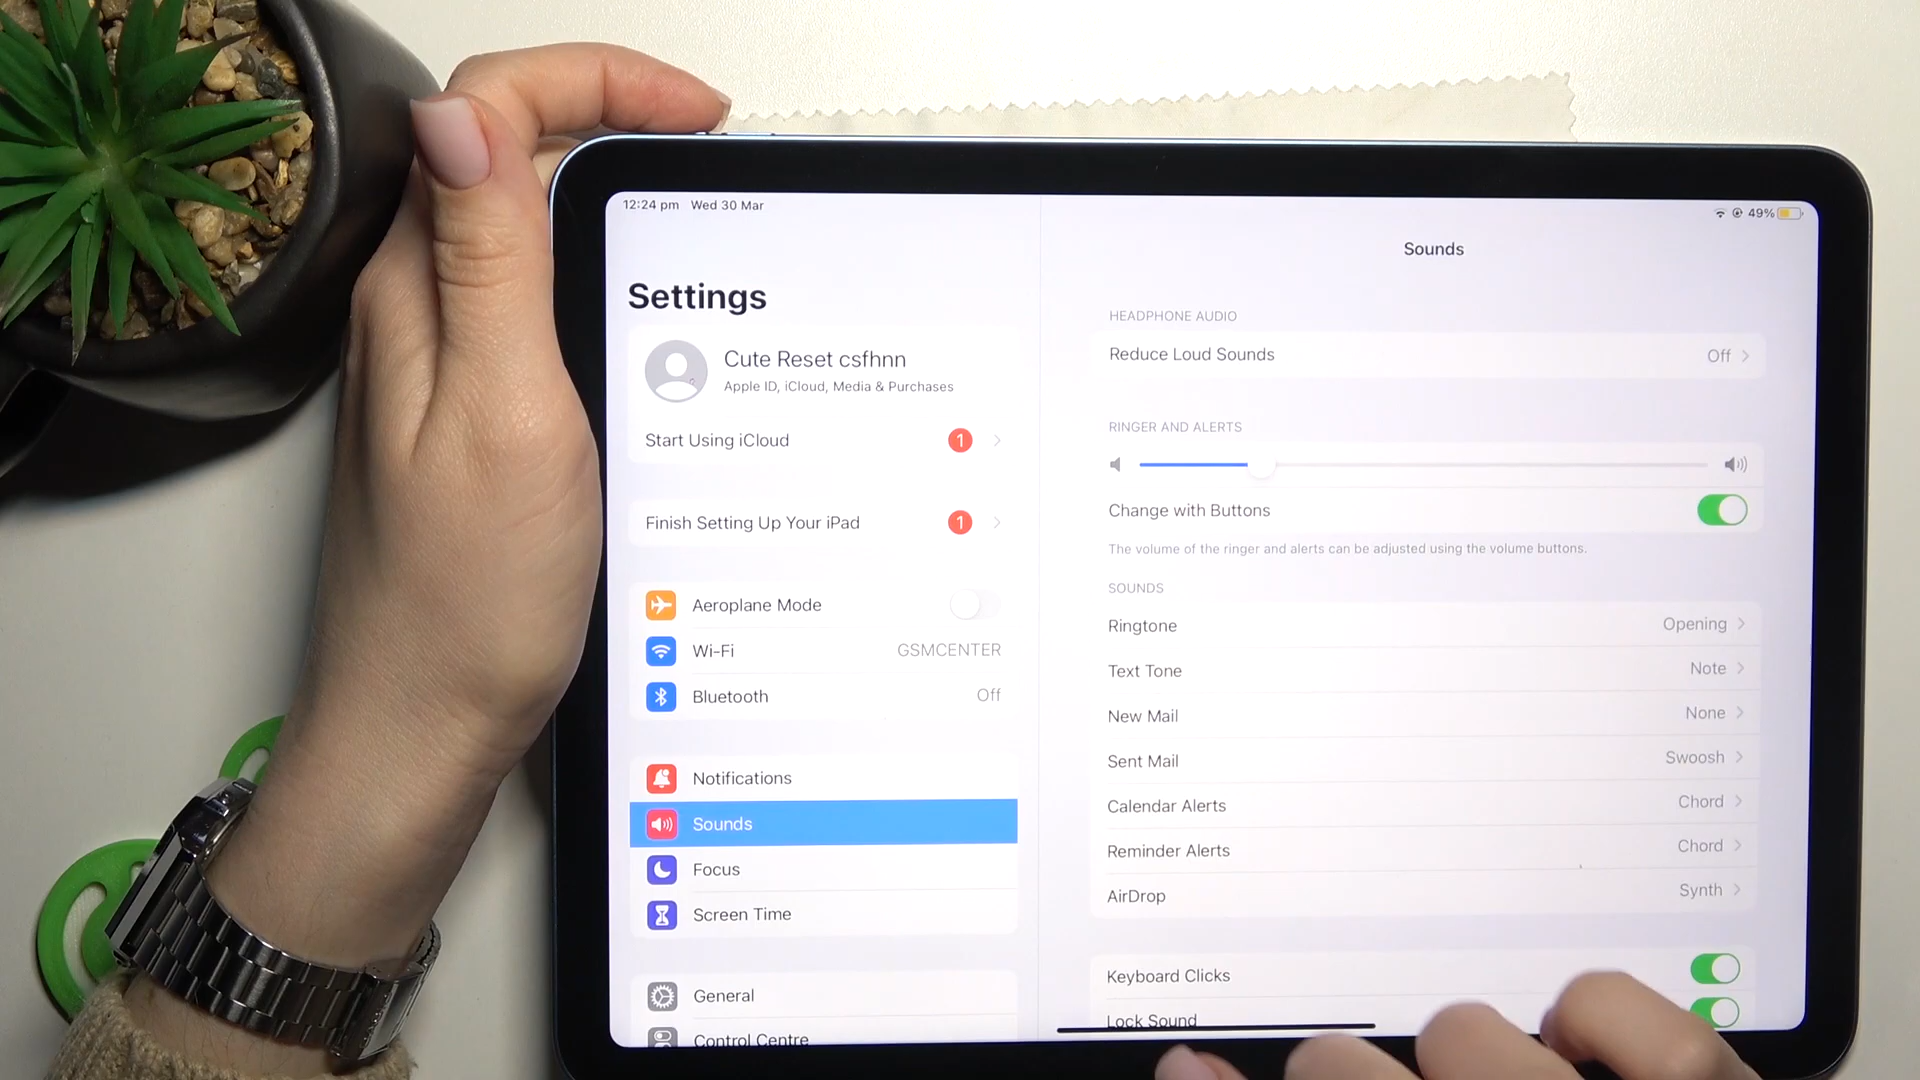 12:24 pm Wed 30 Mar
49%
Settings
Cute Reset csfhnn
Apple ID, iCloud, Media & Purchases
Start Using iCloud 1
Finish Setting Up Your iPad 1
Aeroplane Mode
Wi-Fi GSMCENTER
Bluetooth Off
Notifications
Sounds
Focus
Screen Time
General
Control Centre
Sounds
HEADPHONE AUDIO
Reduce Loud Sounds Off
RINGER AND ALERTS
Change with Buttons
The volume of the ringer and alerts can be adjusted using the volume buttons.
SOUNDS
Ringtone Opening
Text Tone Note
New Mail None
Sent Mail Swoosh
Calendar Alerts Chord
Reminder Alerts Chord
AirDrop Synth
Keyboard Clicks
Lock Sound